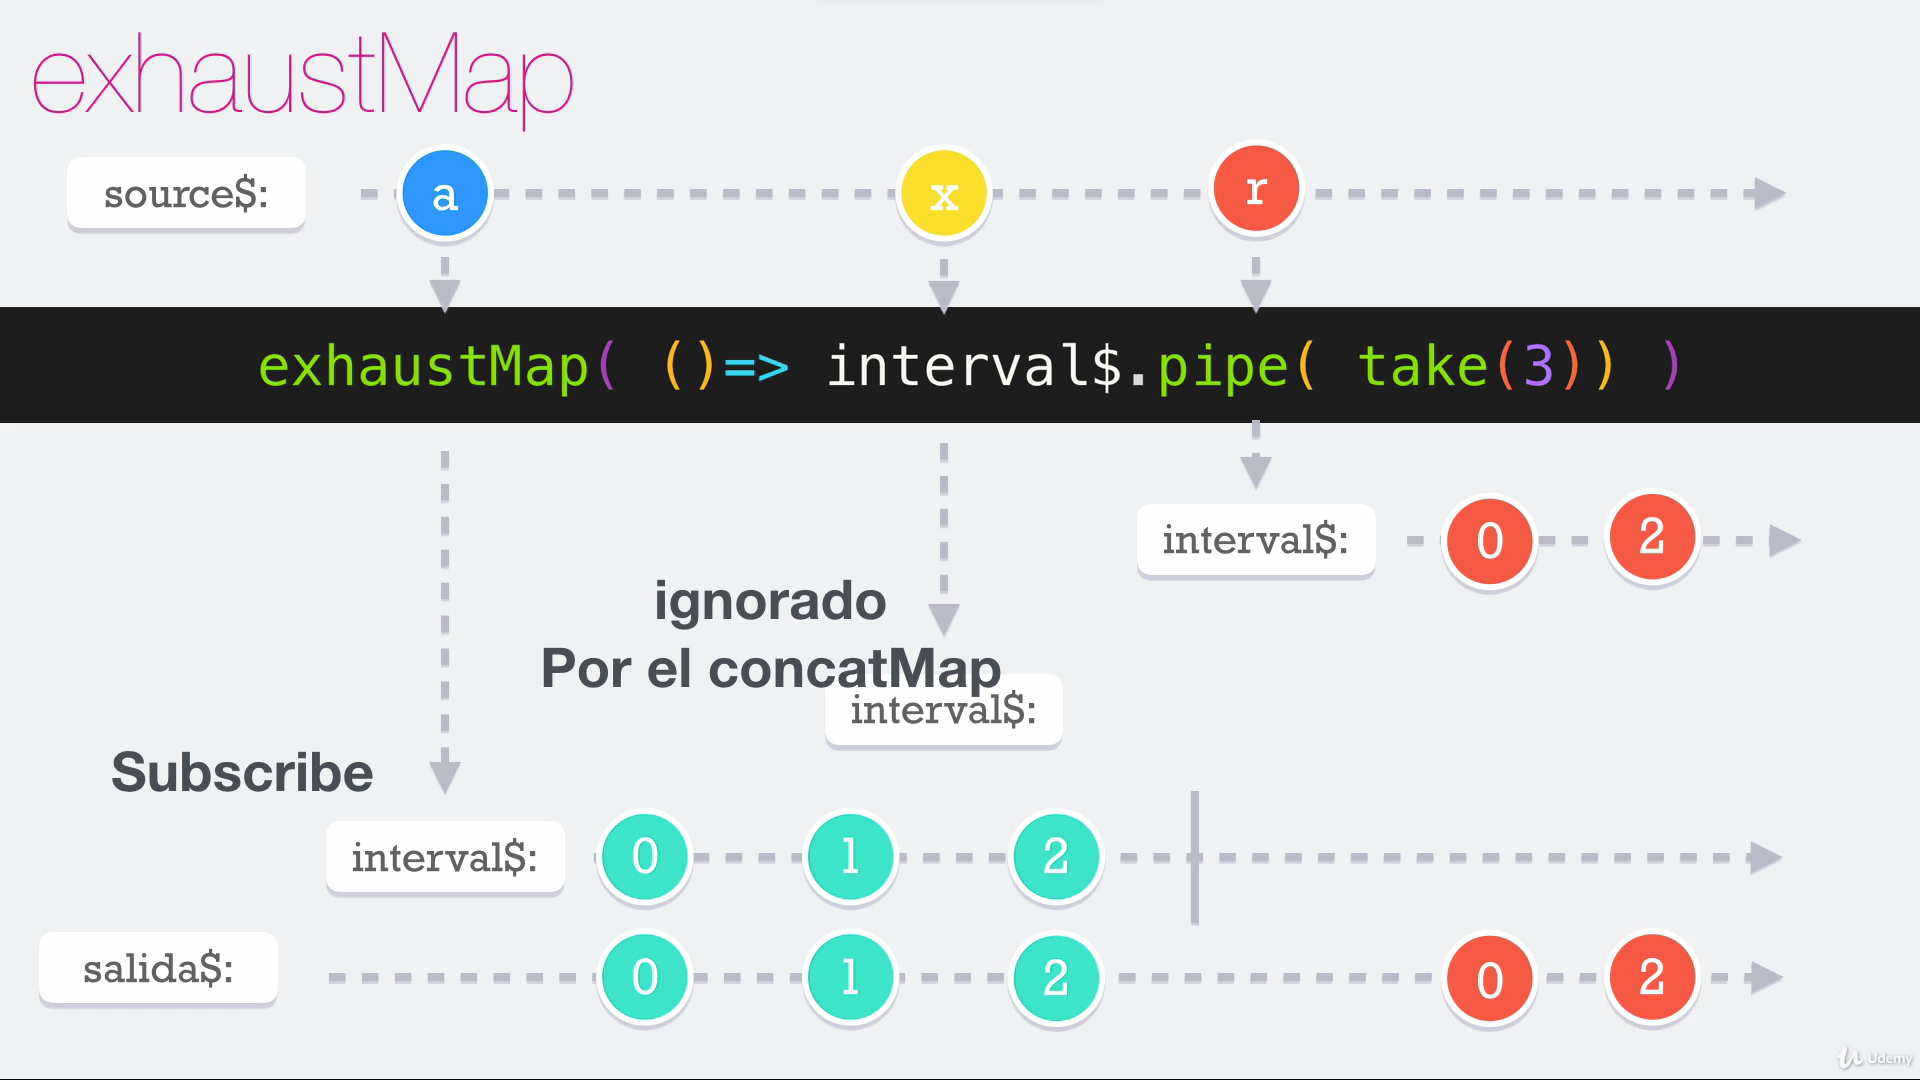 exhaustMap
source$: a x r
exhaustMap( ()=> interval$.pipe( take(3)) )
interval$: 0 2
ignorado
Por el concatMap
interval$:
Subscribe
interval$: 0 1 2
salida$: 0 1 2 0 2
Udemy